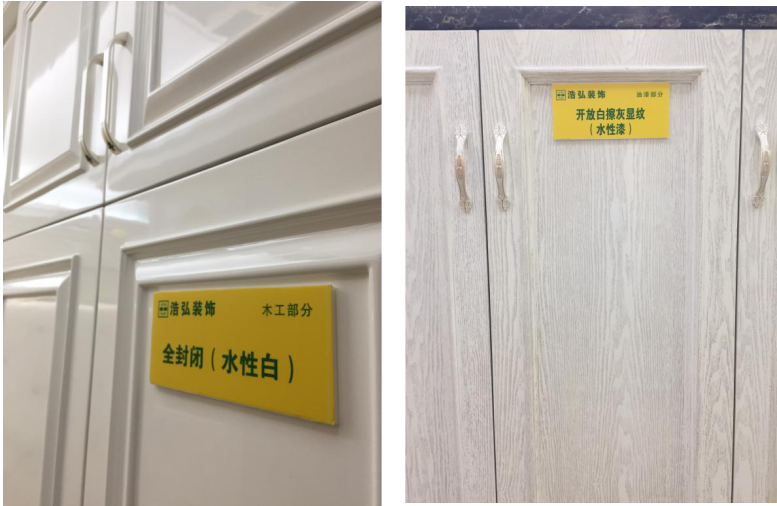 浩弘装饰 木工部分
全封闭(水性白)
浩弘装饰 油漆部分
开放白擦灰显纹
(水性漆)